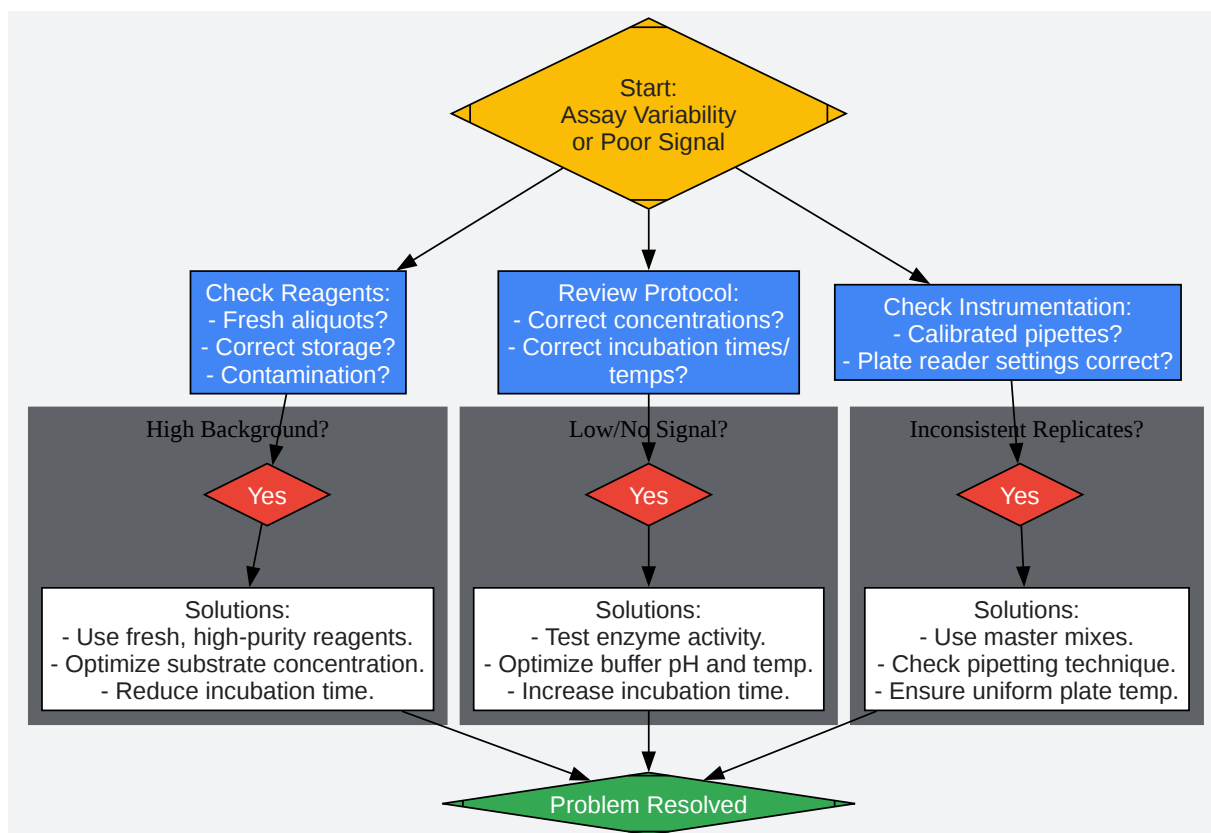 Start:
Assay Variability
or Poor Signal
Check Reagents:
- Fresh aliquots?
- Correct storage?
- Contamination?
Review Protocol:
- Correct concentrations?
- Correct incubation times/
temps?
Check Instrumentation:
- Calibrated pipettes?
- Plate reader settings correct?
High Background?
Yes
Solutions:
- Use fresh, high-purity reagents.
- Optimize substrate concentration.
- Reduce incubation time.
Low/No Signal?
Yes
Solutions:
- Test enzyme activity.
- Optimize buffer pH and temp.
- Increase incubation time.
Inconsistent Replicates?
Yes
Solutions:
- Use master mixes.
- Check pipetting technique.
- Ensure uniform plate temp.
Problem Resolved